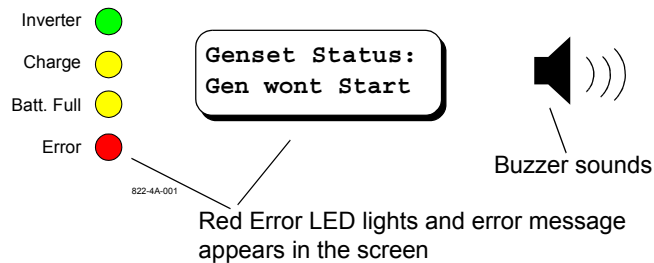 Inverter
Charge
Batt. Full
Error
Genset Status:
Gen wont Start
Buzzer sounds
822-4A-001
Red Error LED lights and error message
appears in the screen